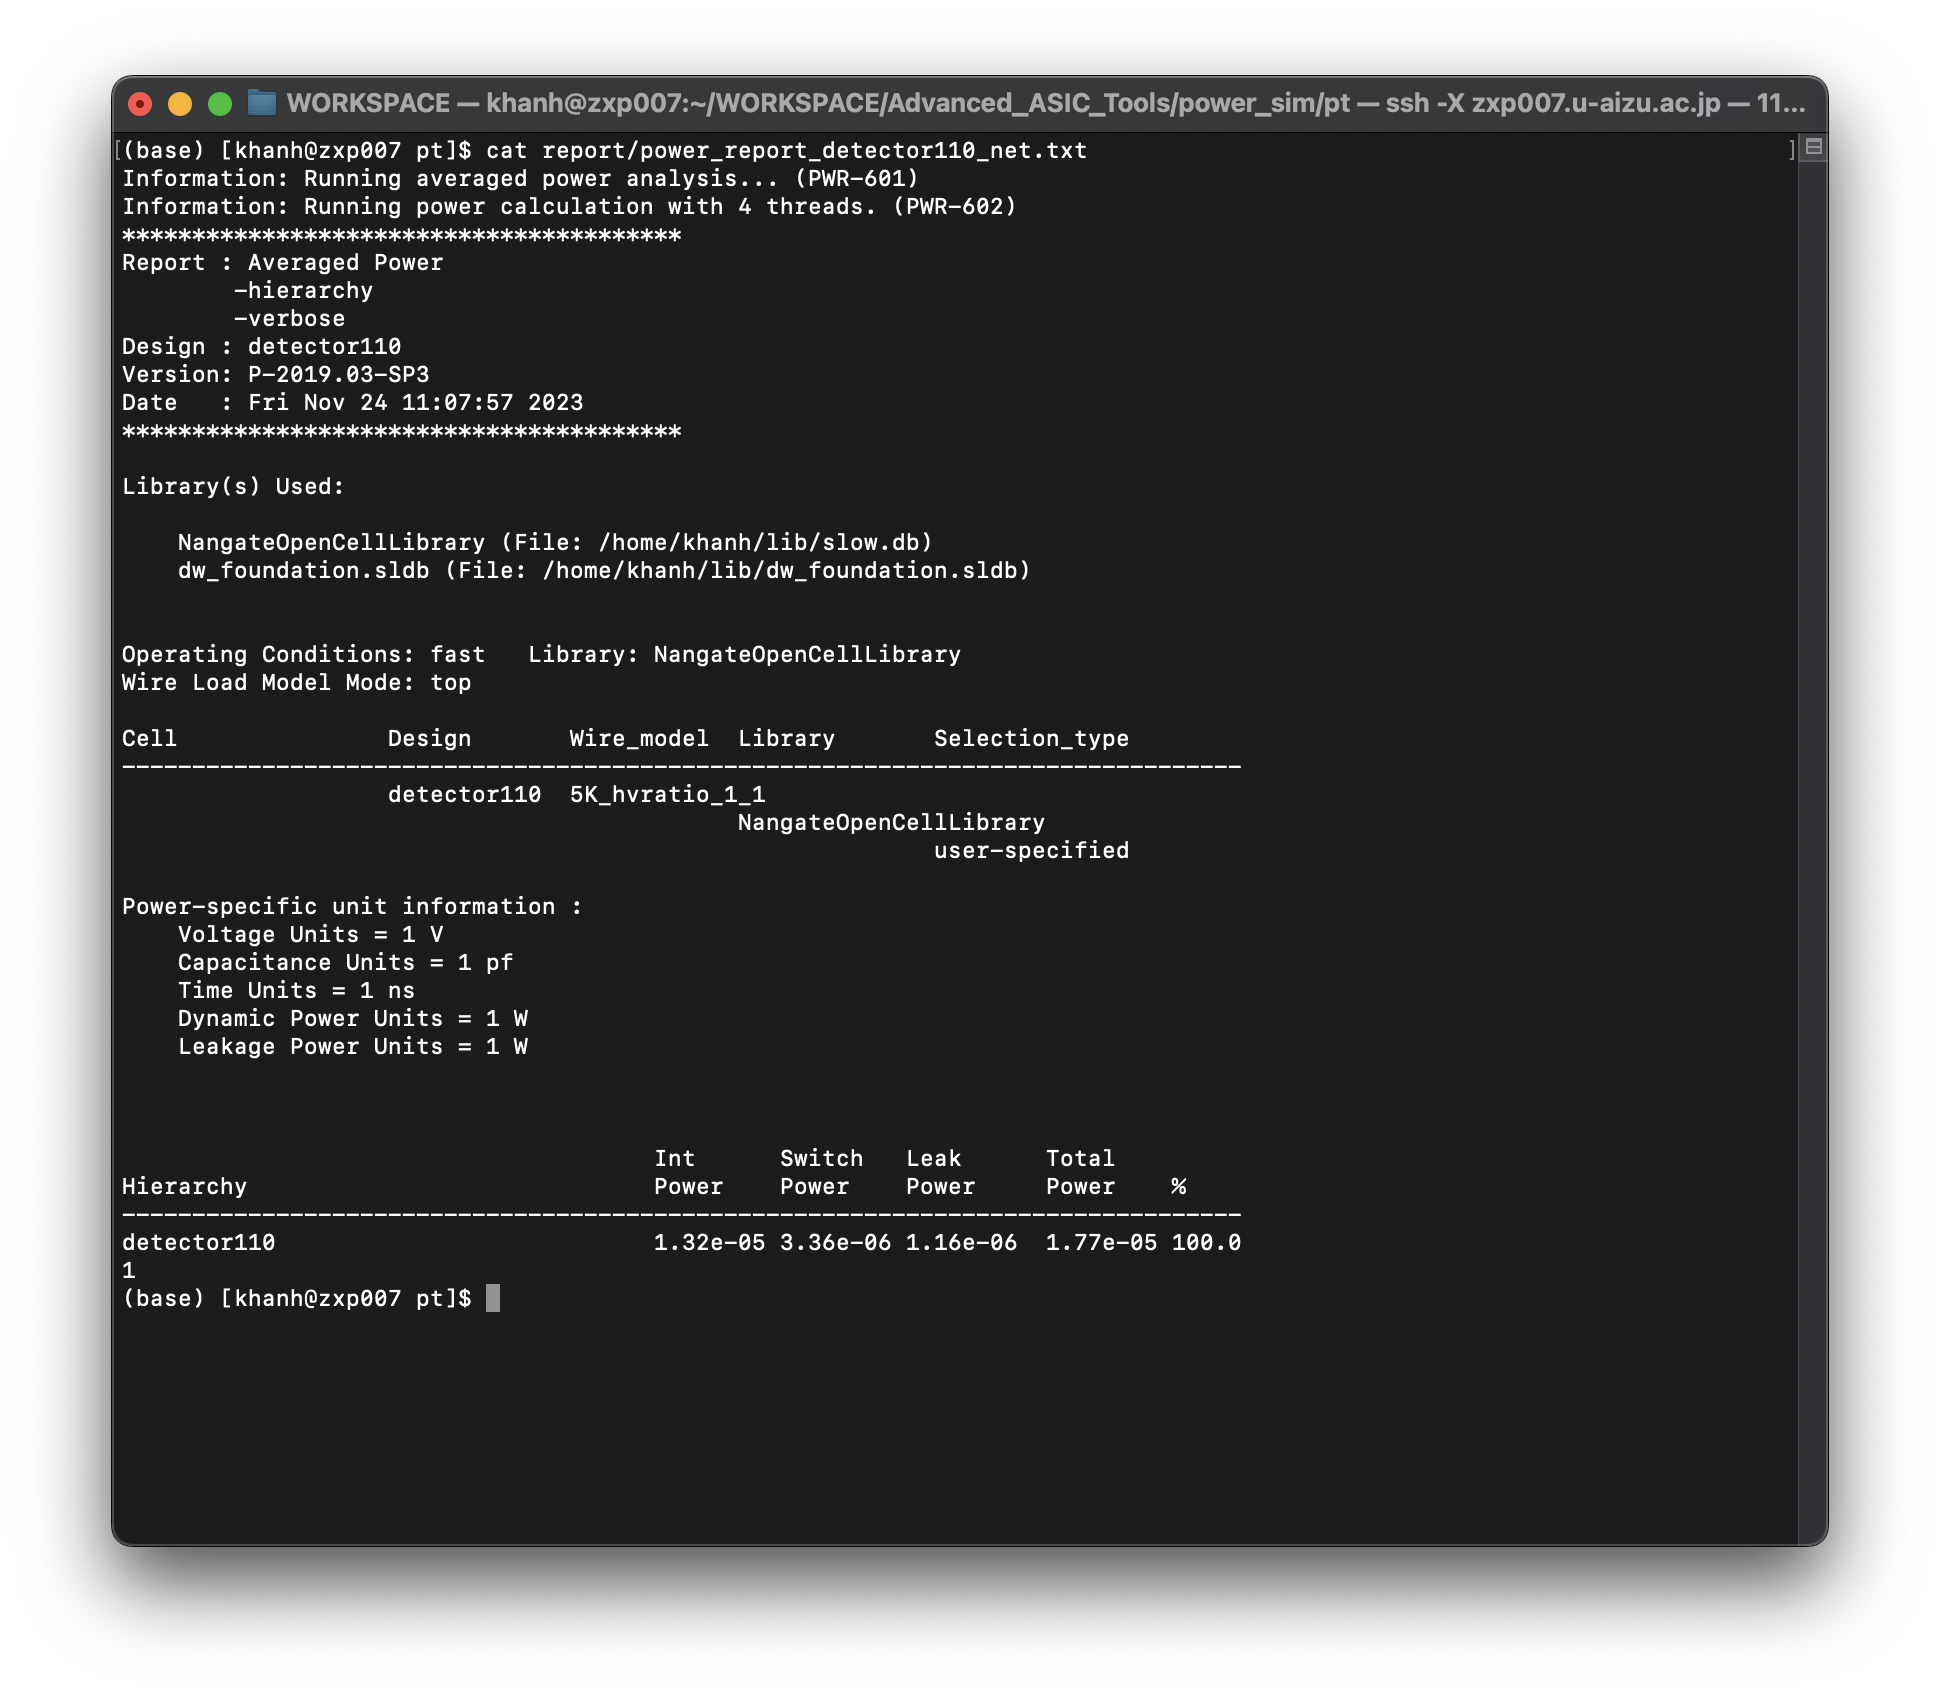 WORKSPACE — khanh@zxp007:~/WORKSPACE/Advanced_ASIC_Tools/power_sim/pt — ssh -X zxp007.u-aizu.ac.jp — 11...
[(base) [khanh@zxp007 pt]$ cat report/power_report_detector110_net.txt ]
Information: Running averaged power analysis... (PWR-601)
Information: Running power calculation with 4 threads. (PWR-602)
****************************************
Report : Averaged Power
        -hierarchy
        -verbose
Design : detector110
Version: P-2019.03-SP3
Date   : Fri Nov 24 11:07:57 2023
****************************************
Library(s) Used:
    NangateOpenCellLibrary (File: /home/khanh/lib/slow.db)
    dw_foundation.sldb (File: /home/khanh/lib/dw_foundation.sldb)
Operating Conditions: fast   Library: NangateOpenCellLibrary
Wire Load Model Mode: top
Cell               Design       Wire_model  Library       Selection_type
--------------------------------------------------------------------------------
                   detector110  5K_hvratio_1_1
                                            NangateOpenCellLibrary
                                                          user-specified
Power-specific unit information :
    Voltage Units = 1 V
    Capacitance Units = 1 pf
    Time Units = 1 ns
    Dynamic Power Units = 1 W
    Leakage Power Units = 1 W
                                      Int      Switch   Leak      Total
Hierarchy                             Power    Power    Power     Power    %
--------------------------------------------------------------------------------
detector110                           1.32e-05 3.36e-06 1.16e-06  1.77e-05 100.0
1
(base) [khanh@zxp007 pt]$